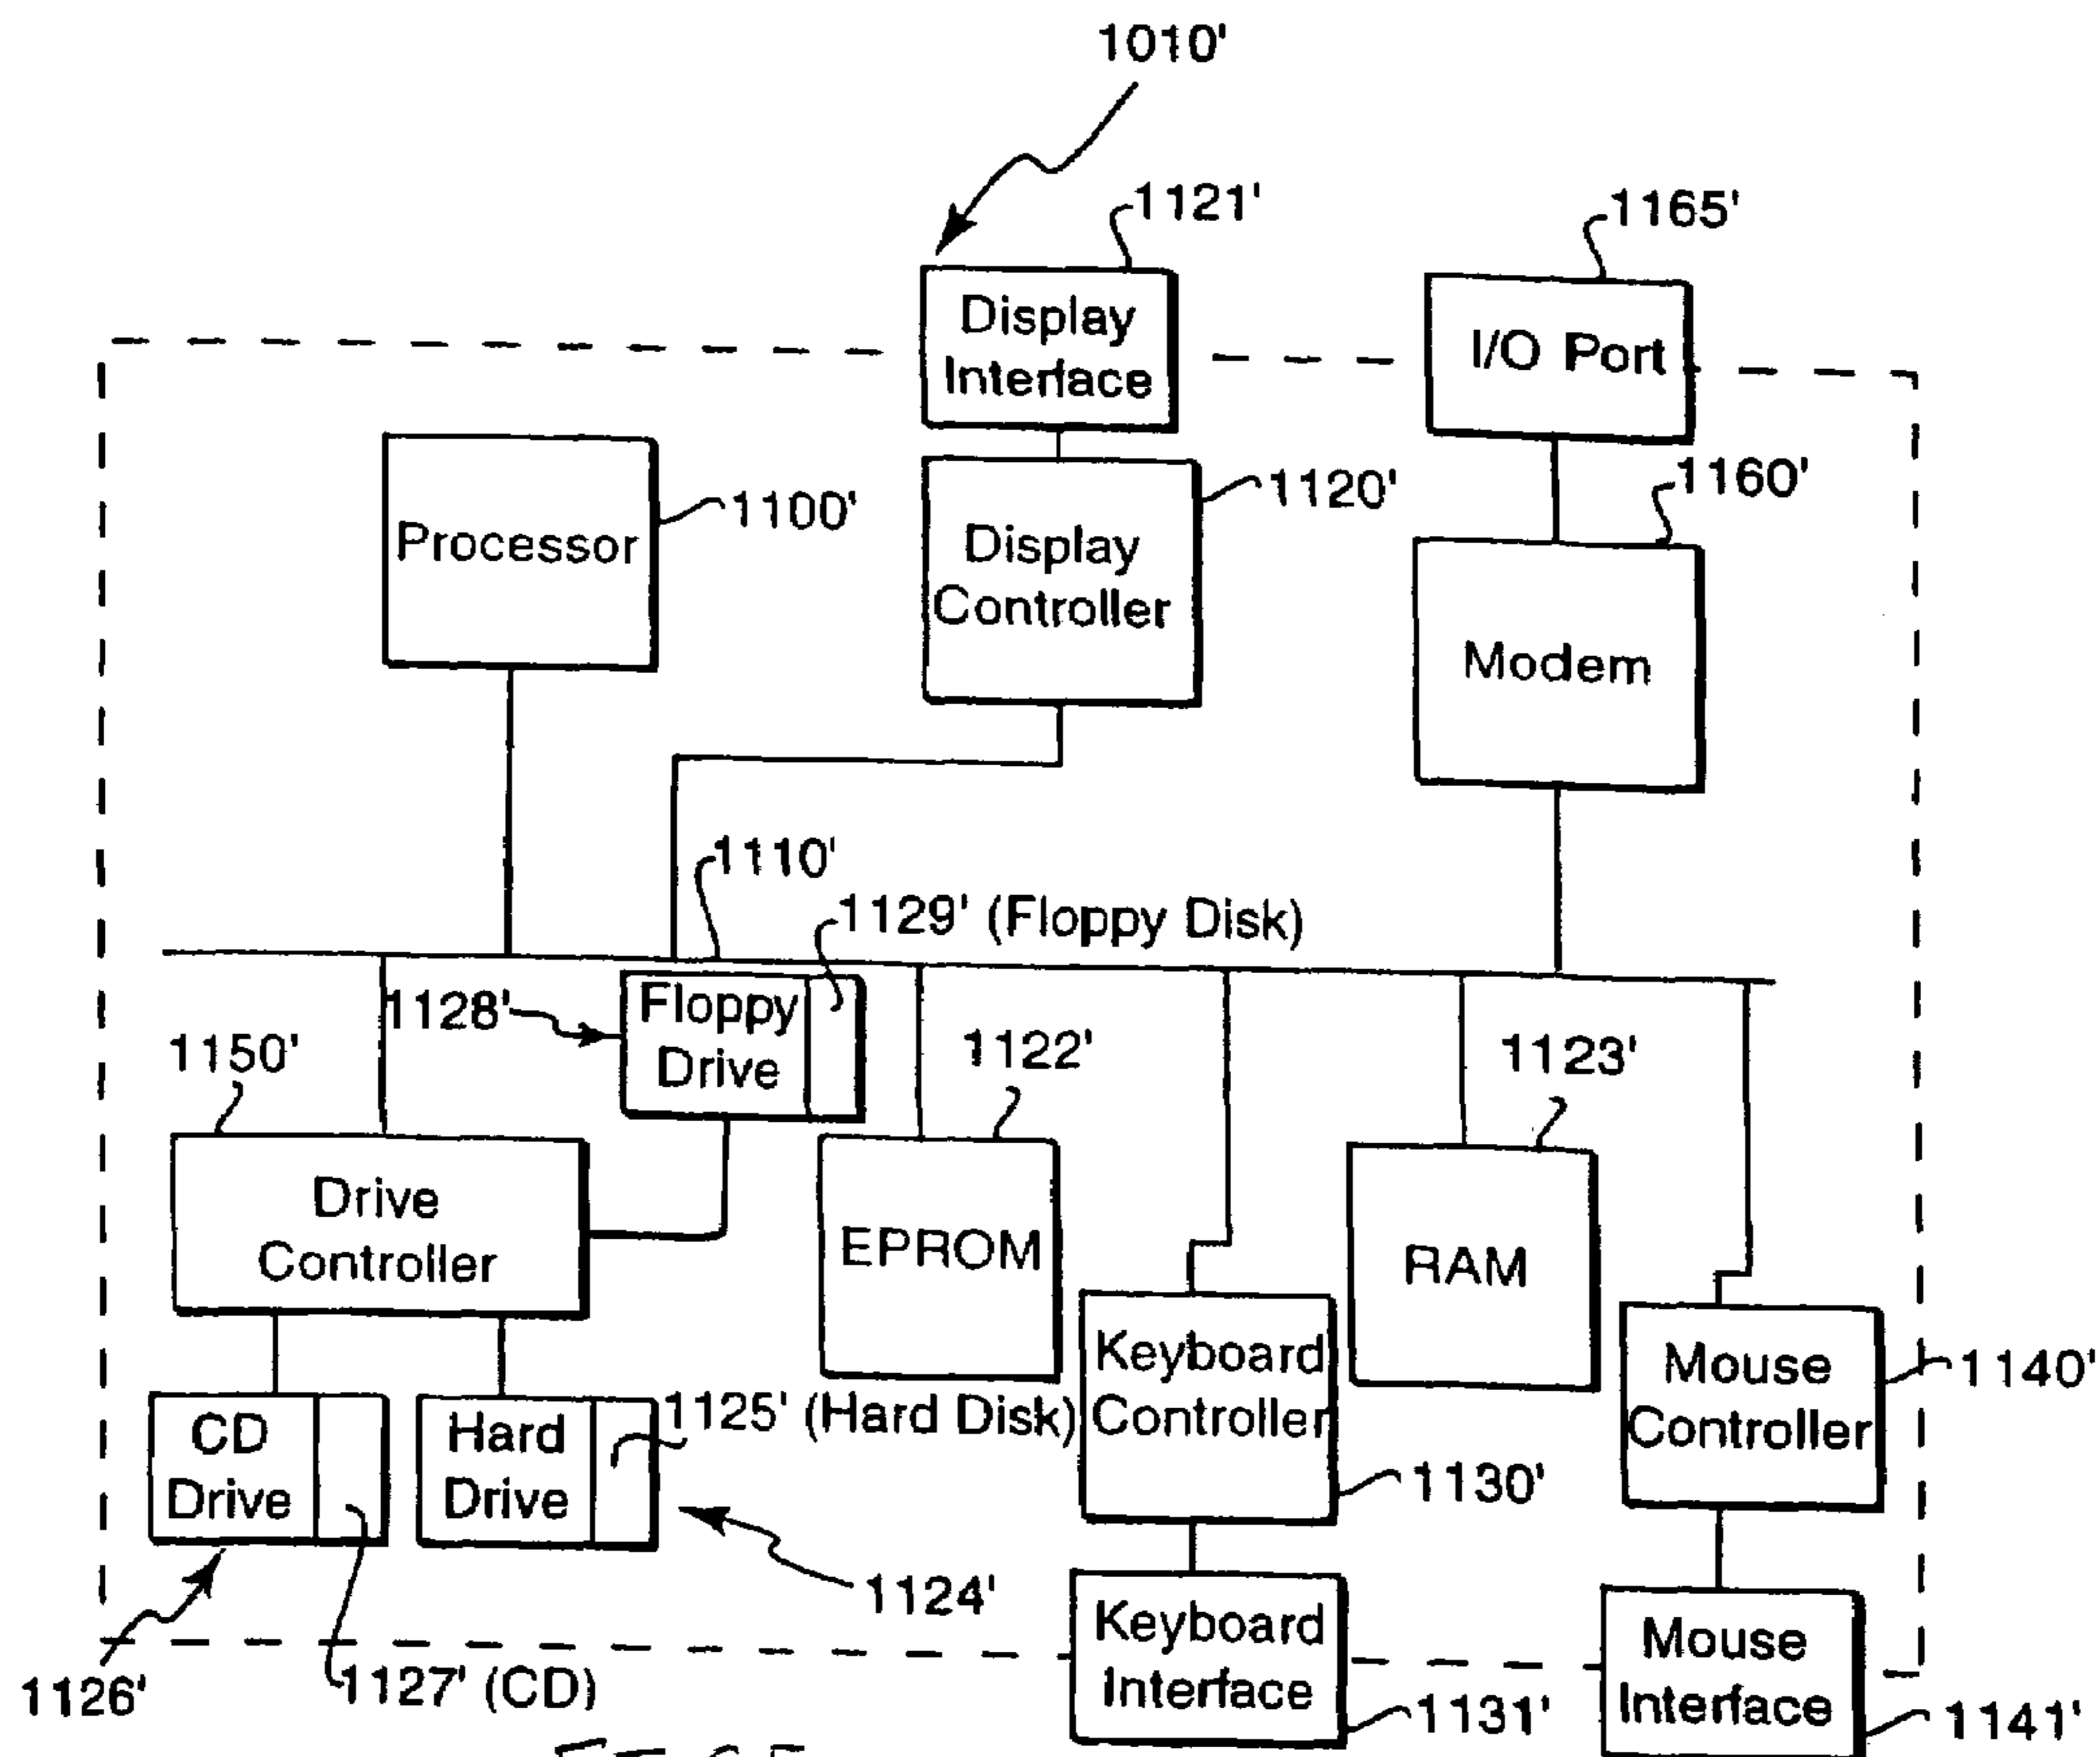 1010'
1121'
1165'
Display
Interface
I/O Port
1100'
1120'
1160'
Processor
Display
Controller
Modem
1110'
1129' (Floppy Disk)
1128'
Floppy
Drive
1150'
1122'
1123'
Drive
Controller
EPROM
RAM
Keyboard
Controller
Mouse
Controller
1140'
CD
Drive
Hard
Drive
1125' (Hard Disk)
1130'
1124'
1126'
1127' (CD)
Keyboard
Interface
1131'
Mouse
Interface
1141'